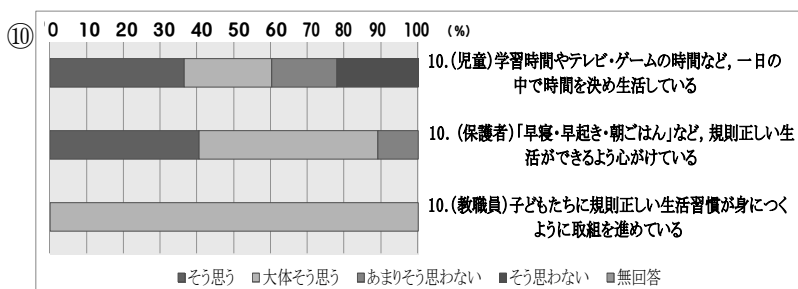 ⑩
0 10 20 30 40 50 60 70 80 90 100 (%)
10.(児童)学習時間やテレビ・ゲームの時間など,一日の
中で時間を決め生活している
10.(保護者)「早寝・早起き・朝ごはん」など,規則正しい生
活ができるよう心がけている
10.(教職員)子どもたちに規則正しい生活習慣が身につく
ように取組を進めている
■そう思う ■大体そう思う ■あまりそう思わない ■そう思わない ■無回答